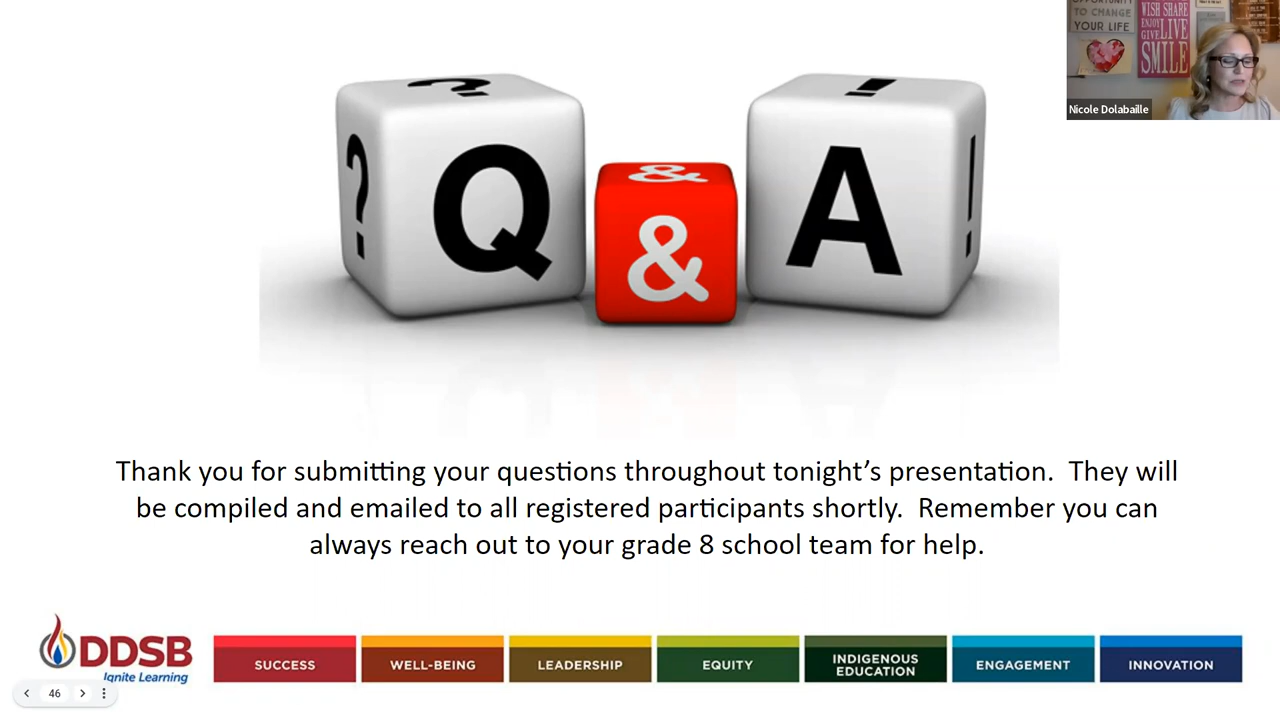 OPPORTUNITY
TO CHANGE
YOUR LIFE
WISH SHARE
ENJOY
GIVE LIVE
SMILE
Nicole Dolabaille
? !
? Q & & A !
Thank you for submitting your questions throughout tonight’s presentation. They will
be compiled and emailed to all registered participants shortly. Remember you can
always reach out to your grade 8 school team for help.
DDSB
Ignite Learning
SUCCESS
WELL-BEING
LEADERSHIP
EQUITY
INDIGENOUS
EDUCATION
ENGAGEMENT
INNOVATION
46